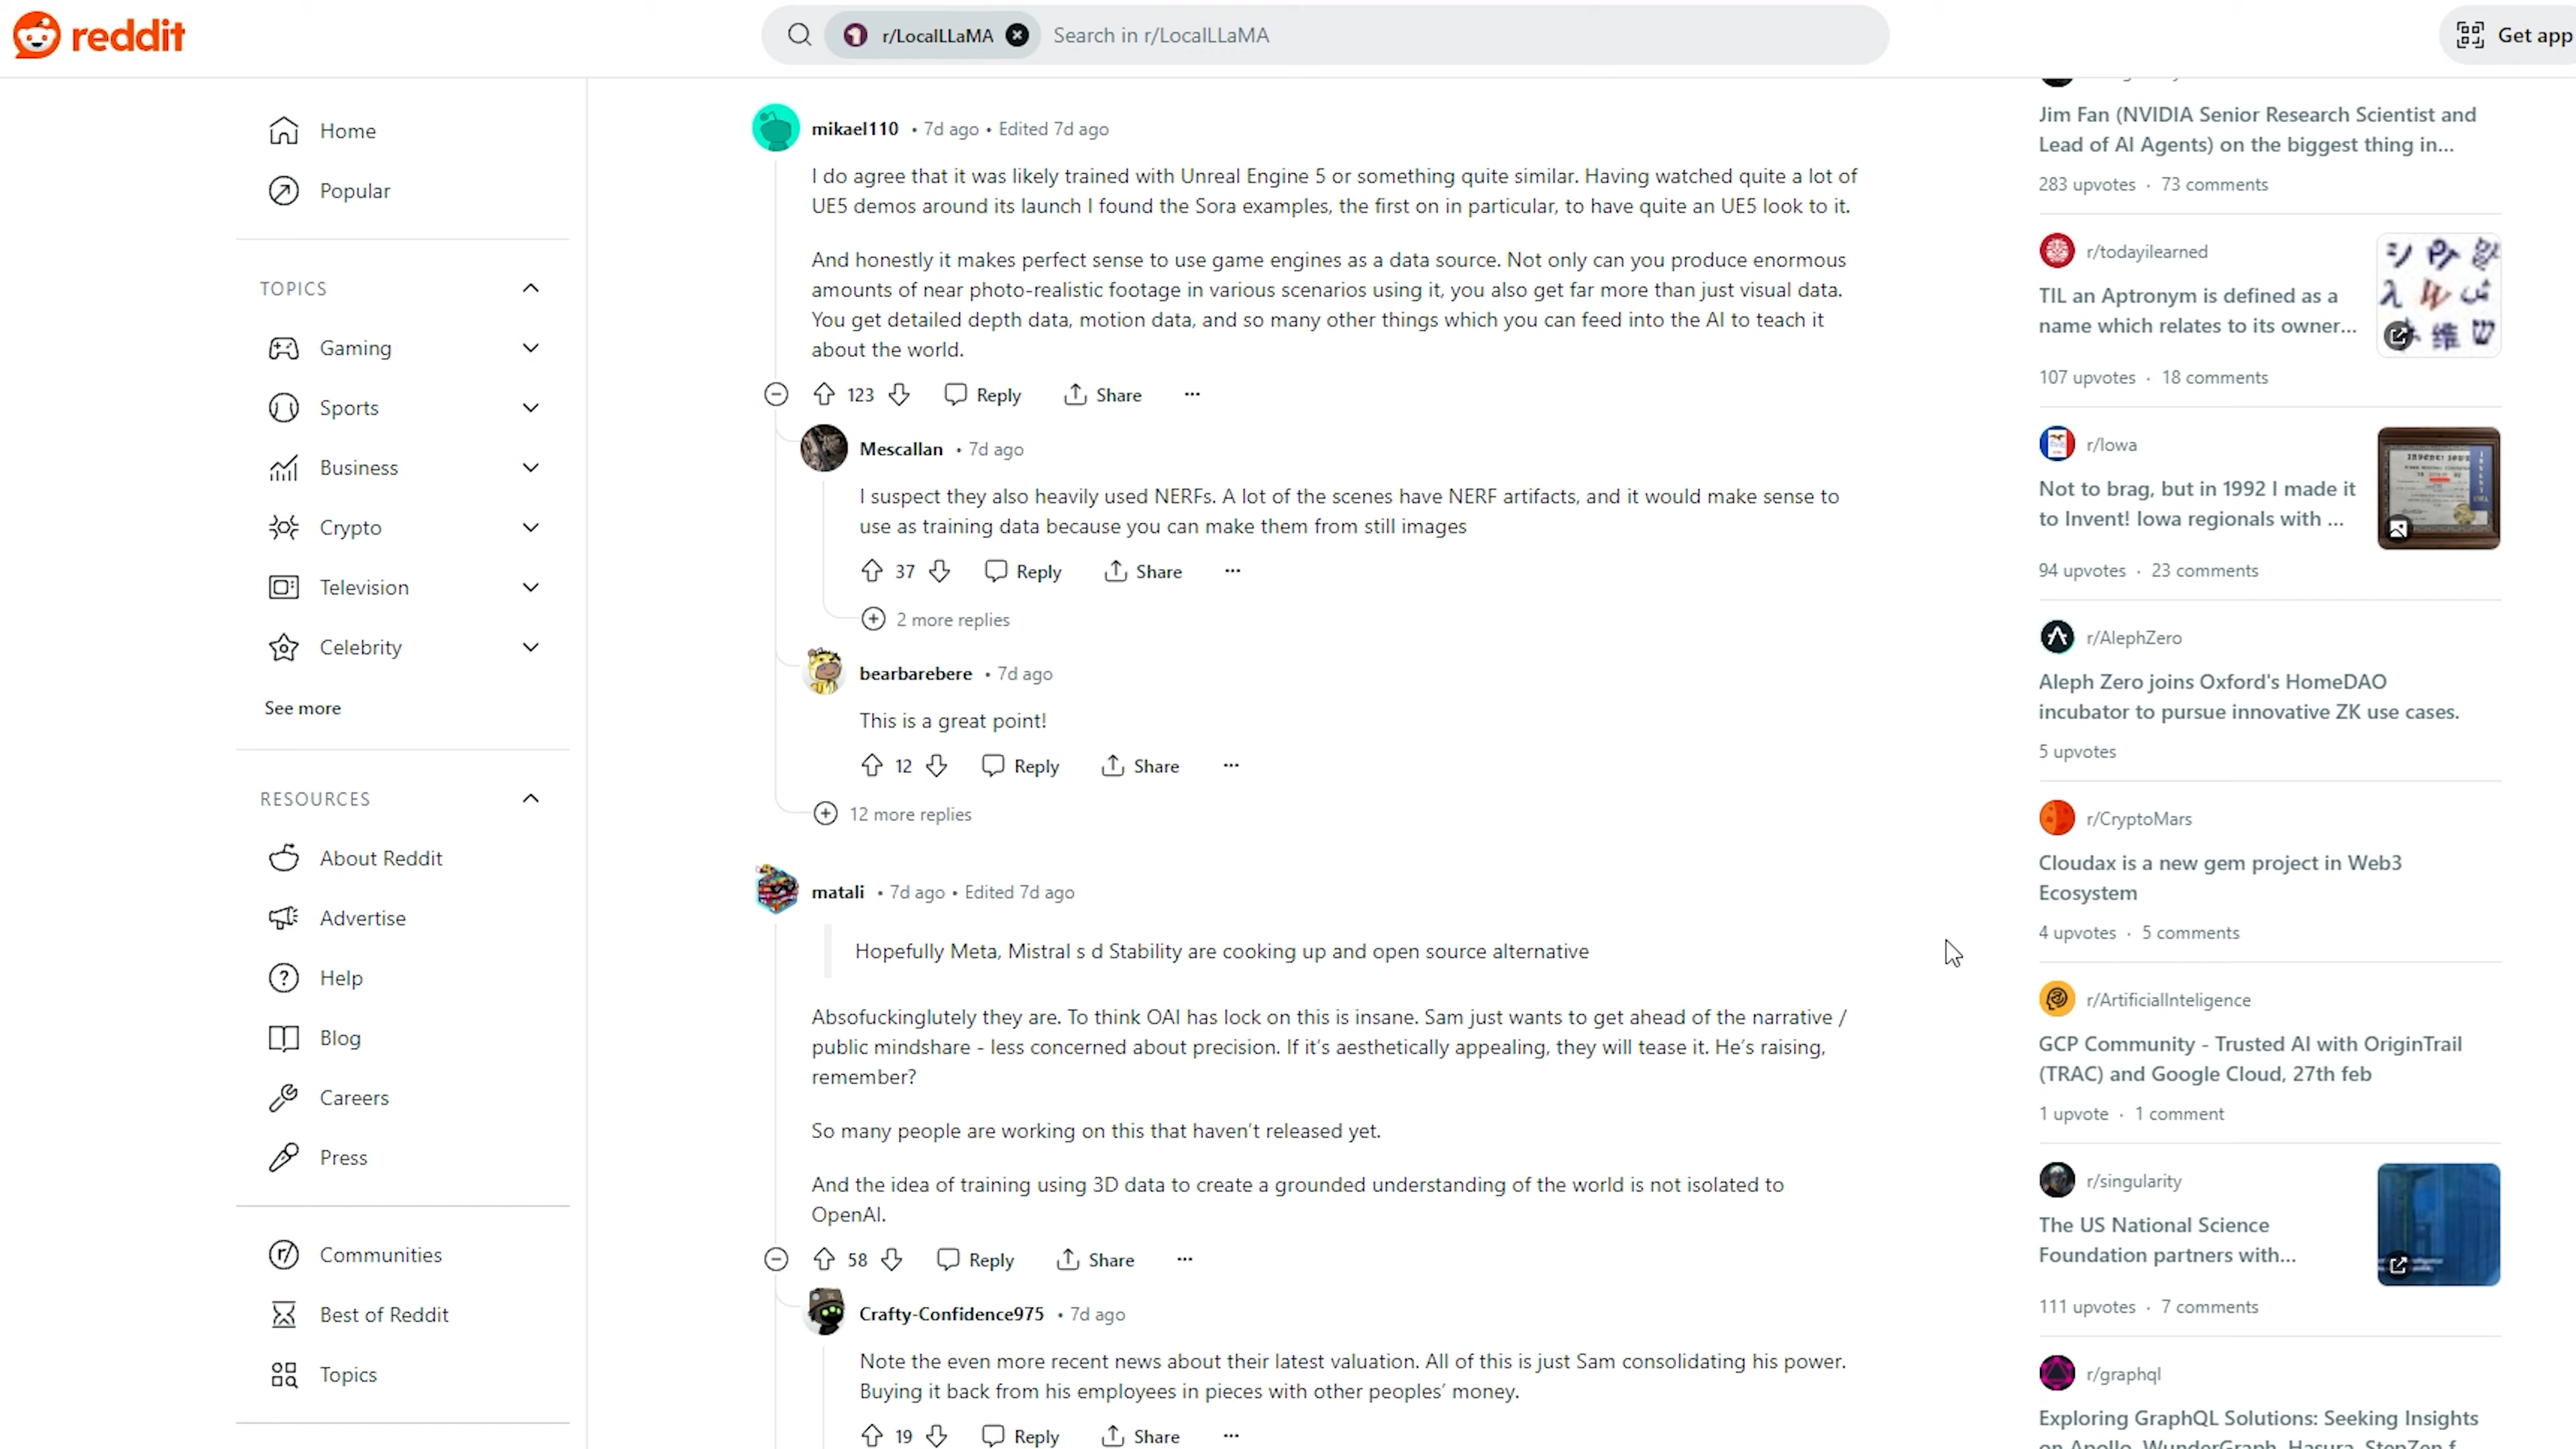 reddit
r/LocalLLaMA
Search in r/LocalLLaMA
Get app
Home
Popular
TOPICS
Gaming
Sports
Business
Crypto
Television
Celebrity
See more
RESOURCES
About Reddit
Advertise
Help
Blog
Careers
Press
Communities
Best of Reddit
Topics
mikael110 • 7d ago • Edited 7d ago
I do agree that it was likely trained with Unreal Engine 5 or something quite similar. Having watched quite a lot of
UE5 demos around its launch I found the Sora examples, the first on in particular, to have quite an UE5 look to it.
And honestly it makes perfect sense to use game engines as a data source. Not only can you produce enormous
amounts of near photo-realistic footage in various scenarios using it, you also get far more than just visual data.
You get detailed depth data, motion data, and so many other things which you can feed into the AI to teach it
about the world.
123 Reply Share ···
Mescallan • 7d ago
I suspect they also heavily used NERFs. A lot of the scenes have NERF artifacts, and it would make sense to
use as training data because you can make them from still images
37 Reply Share ···
2 more replies
bearbarebere • 7d ago
This is a great point!
12 Reply Share ···
12 more replies
matali • 7d ago • Edited 7d ago
Hopefully Meta, Mistral s d Stability are cooking up and open source alternative
Absofuckinglutely they are. To think OAI has lock on this is insane. Sam just wants to get ahead of the narrative /
public mindshare - less concerned about precision. If it's aesthetically appealing, they will tease it. He's raising,
remember?
So many people are working on this that haven't released yet.
And the idea of training using 3D data to create a grounded understanding of the world is not isolated to
OpenAI.
58 Reply Share ···
Crafty-Confidence975 • 7d ago
Note the even more recent news about their latest valuation. All of this is just Sam consolidating his power.
Buying it back from his employees in pieces with other peoples' money.
19 Reply Share ···
Jim Fan (NVIDIA Senior Research Scientist and
Lead of AI Agents) on the biggest thing in...
283 upvotes · 73 comments
r/todayilearned
TIL an Aptronym is defined as a
name which relates to its owner...
107 upvotes · 18 comments
r/Iowa
Not to brag, but in 1992 I made it
to Invent! Iowa regionals with ...
94 upvotes · 23 comments
r/AlephZero
Aleph Zero joins Oxford's HomeDAO
incubator to pursue innovative ZK use cases.
5 upvotes
r/CryptoMars
Cloudax is a new gem project in Web3
Ecosystem
4 upvotes · 5 comments
r/ArtificialInteligence
GCP Community - Trusted AI with OriginTrail
(TRAC) and Google Cloud, 27th feb
1 upvote · 1 comment
r/singularity
The US National Science
Foundation partners with...
111 upvotes · 7 comments
r/graphql
Exploring GraphQL Solutions: Seeking Insights
on Apollo, WunderGraph, Hasura, StepZen